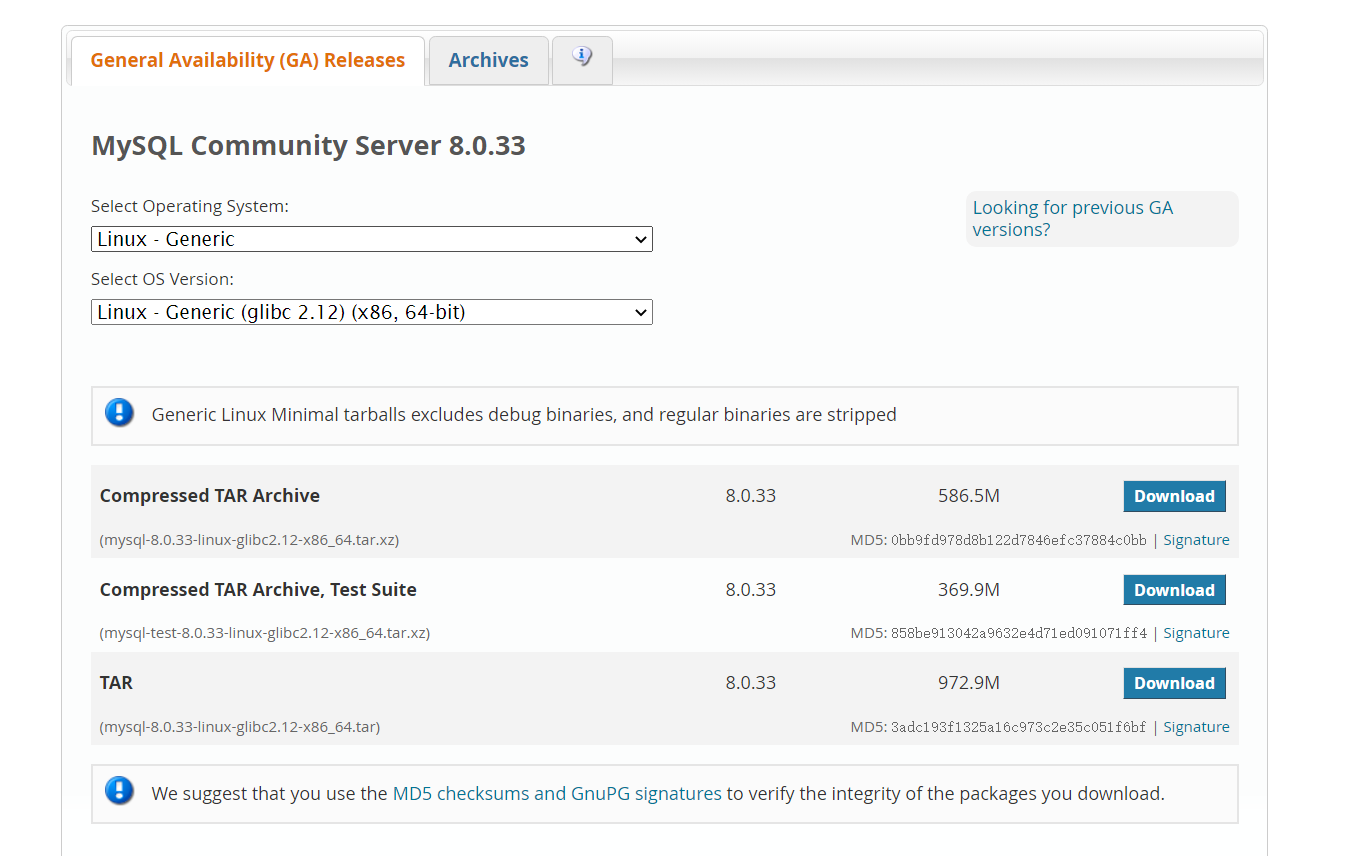 General Availability (GA) Releases
Archives
MySQL Community Server 8.0.33
Select Operating System:
Looking for previous GA
versions?
Linux - Generic
Select OS Version:
Linux - Generic (glibc 2.12) (x86, 64-bit)
Generic Linux Minimal tarballs excludes debug binaries, and regular binaries are stripped
Compressed TAR Archive 8.0.33 586.5M Download
(mysql-8.0.33-linux-glibc2.12-x86_64.tar.xz) MD5: 0bb9fd978d8b122d7846efc37884c0bb | Signature
Compressed TAR Archive, Test Suite 8.0.33 369.9M Download
(mysql-test-8.0.33-linux-glibc2.12-x86_64.tar.xz) MD5: 858be913042a9632e4d71ed091071ff4 | Signature
TAR 8.0.33 972.9M Download
(mysql-8.0.33-linux-glibc2.12-x86_64.tar) MD5: 3adc193f1325a16c973c2e35c051f6bf | Signature
We suggest that you use the MD5 checksums and GnuPG signatures to verify the integrity of the packages you download.